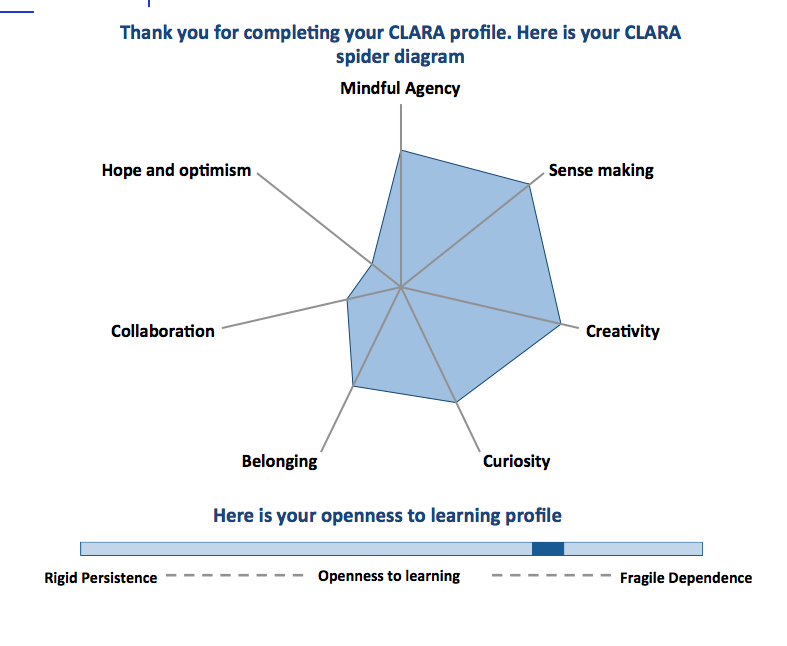 Thank you for completing your CLARA profile. Here is your CLARA
spider diagram
Mindful Agency
Hope and optimism
Sense making
Collaboration
Creativity
Belonging
Curiosity
Here is your openness to learning profile
Rigid Persistence
Openness to learning
Fragile Dependence